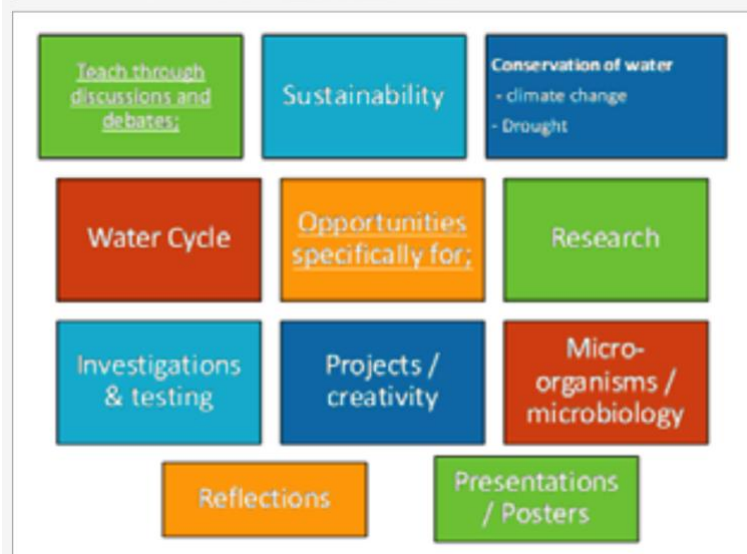 Teach through
discussions and
debates;
Sustainability
Conservation of water
- climate change
- Drought
Water Cycle
Opportunities
specifically for;
Research
Investigations
& testing
Projects /
creativity
Micro-
organisms /
microbiology
Reflections
Presentations
/ Posters